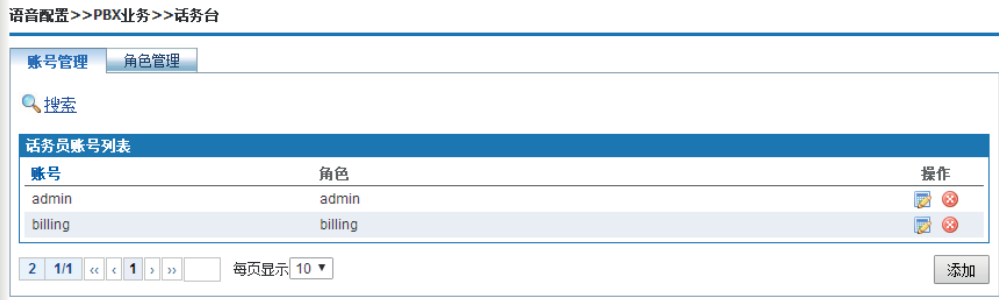 语音配置>>PBX业务>>话务台
账号管理 角色管理
搜索
话务员账号列表
账号 角色 操作
admin admin
billing billing
2 1/1 ‹‹ ‹ 1 › ›› 每页显示 10 ▼ 添加